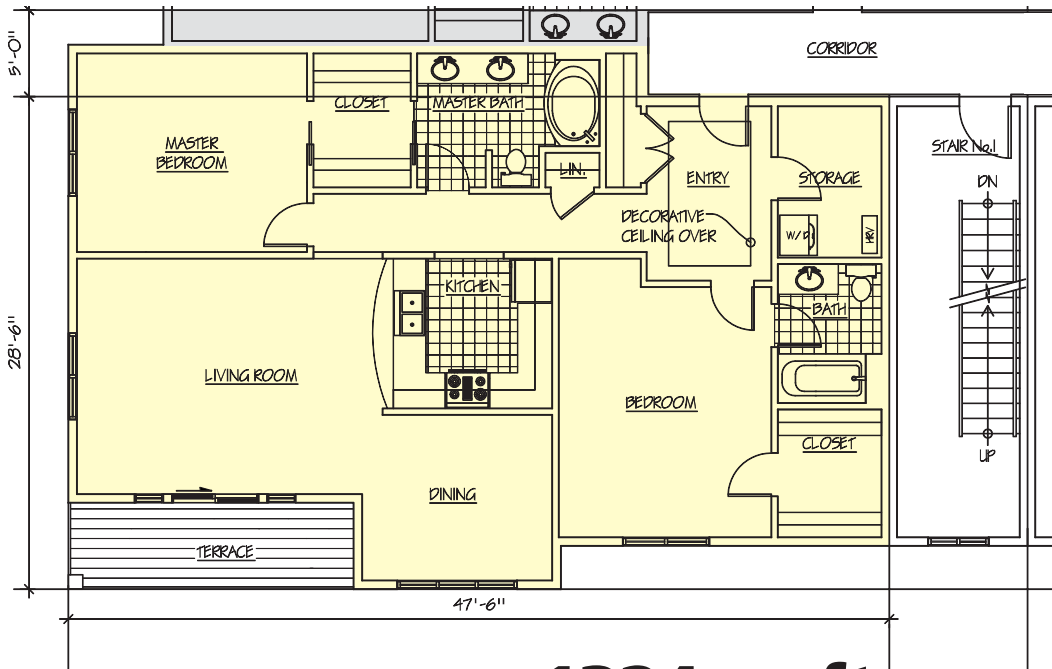 5'-0"
CORRIDOR
CLOSET
MASTER BATH
MASTER
BEDROOM
STAIR No.1
LIN.
ENTRY
STORAGE
DN
DECORATIVE
CEILING OVER
W/D
HRV
KITCHEN
BATH
28'-6"
LIVING ROOM
BEDROOM
CLOSET
UP
DINING
TERRACE
47'-6"